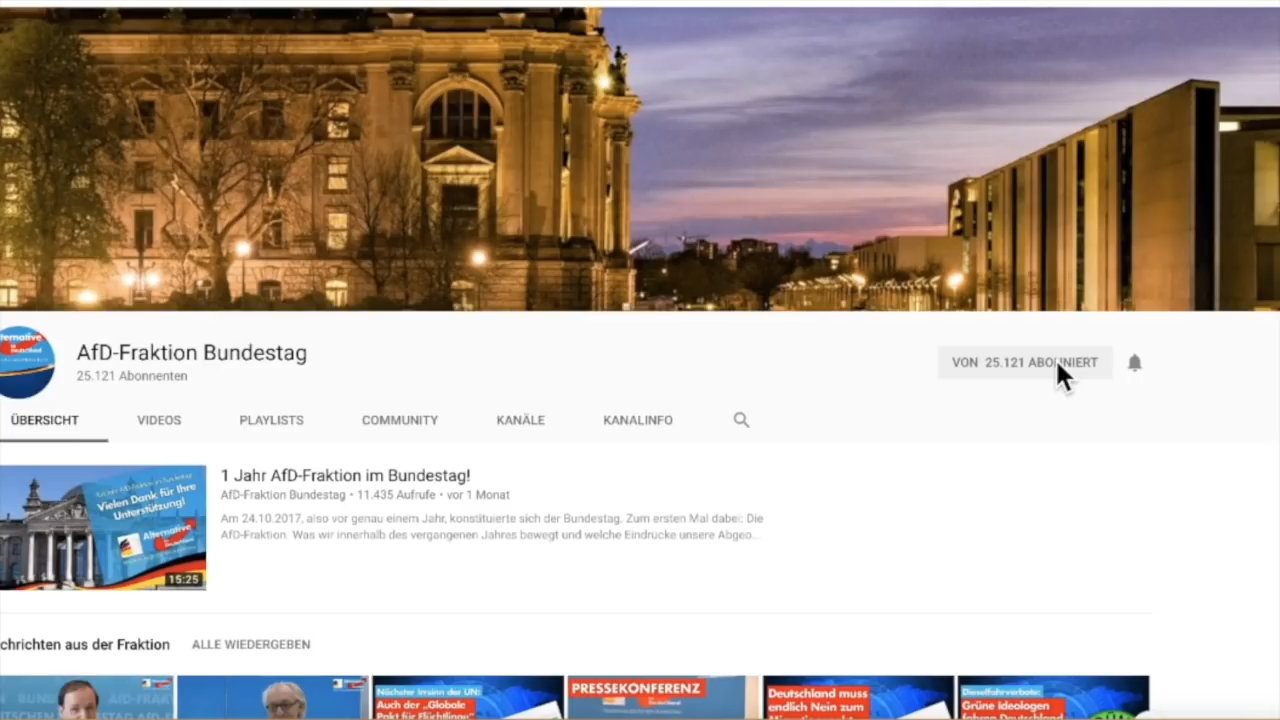 AfD-Fraktion Bundestag
25.121 Abonnenten
VON 25.121 ABONNIERT
ÜBERSICHT VIDEOS PLAYLISTS COMMUNITY KANÄLE KANALINFO
1 Jahr AfD-Fraktion im Bundestag!
AfD-Fraktion Bundestag • 11.435 Aufrufe • vor 1 Monat
Am 24.10.2017, also vor genau einem Jahr, konstituierte sich der Bundestag. Zum ersten Mal dabei: Die
AfD-Fraktion. Was wir innerhalb des vergangenen Jahres bewegt und welche Eindrücke unsere Abgeo...
Vielen Dank für Ihre
Unterstützung!
Alternative
15:25
chrichten aus der Fraktion ALLE WIEDERGEBEN
Nächster Irrsinn der UN:
Auch der „Globale
Pakt für Flüchtlinge"
PRESSEKONFERENZ
Deutschland muss
endlich Nein zum
Dieselfahrverbote:
Grüne Ideologen
fahren Deutschland